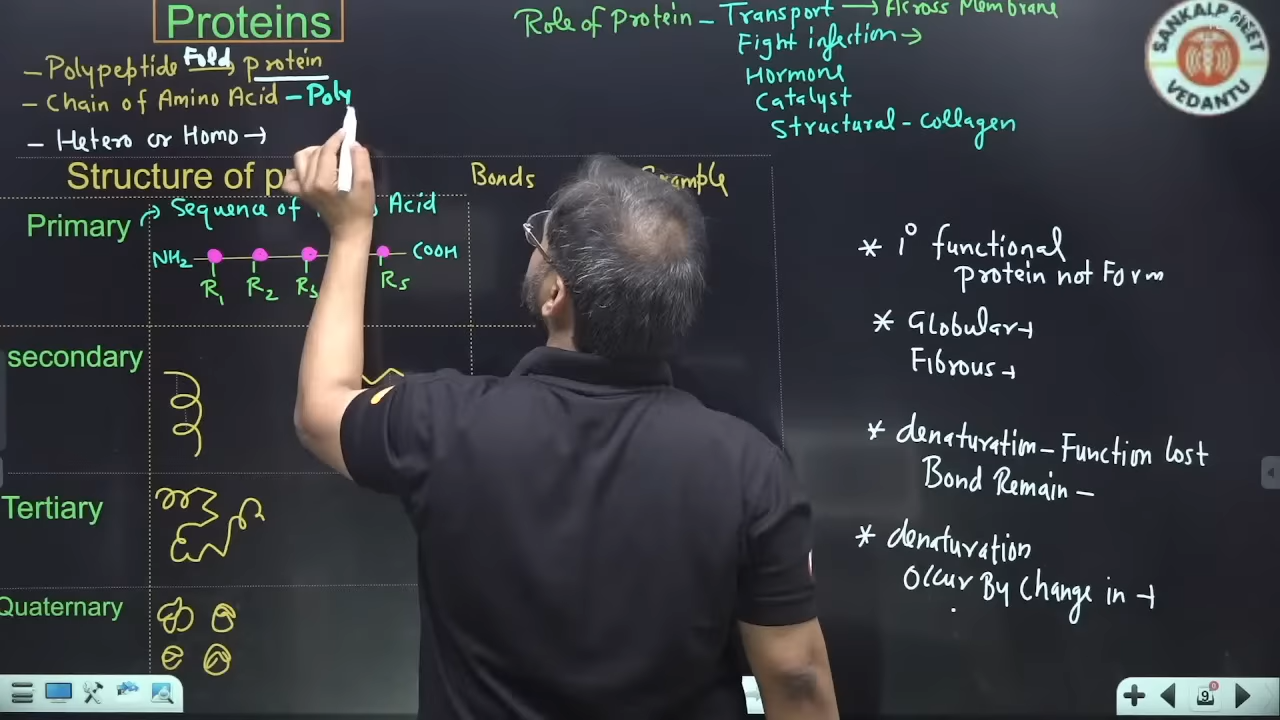 Proteins
– Polypeptide Fold → protein
– Chain of Amino Acid – Poly
– Hetero or Homo →
Role of Protein – Transport → Across Membrane
Fight infection →
Hormone
Catalyst
Structural - Collagen
SANKALP NEET
VEDANTU
Structure of
Bonds
Example
Primary
→ Sequence of Acid
NH₂ COOH
R₁ R₂ R₃ R₅
secondary
Tertiary
Quaternary
* 1° functional
protein not Form
* Globular →
Fibrous →
* denaturation – Function lost
Bond Remain –
* denaturation
Occur By Change in →
9